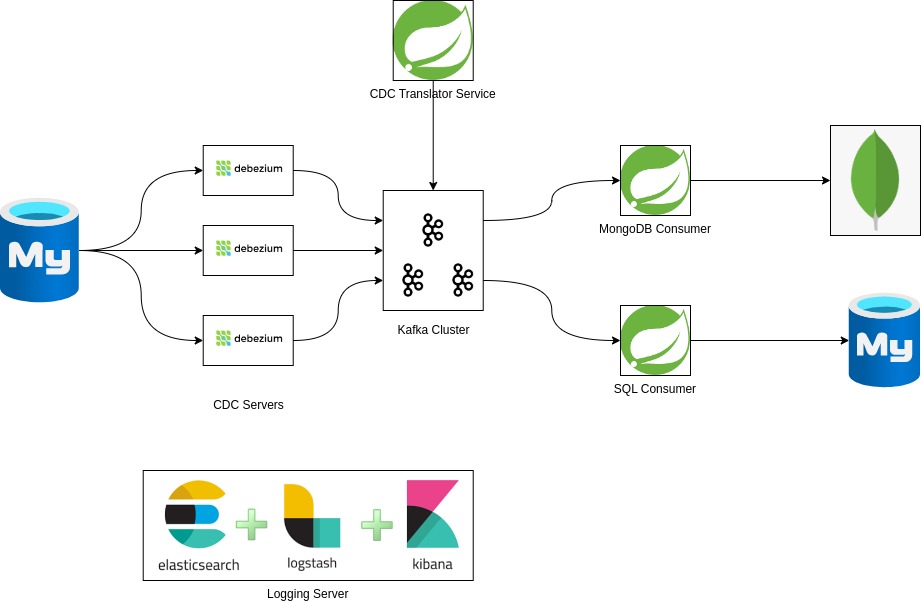 CDC Translator Service
debezium
My
debezium
debezium
MongoDB Consumer
Kafka Cluster
SQL Consumer
My
CDC Servers
elasticsearch
logstash
kibana
Logging Server